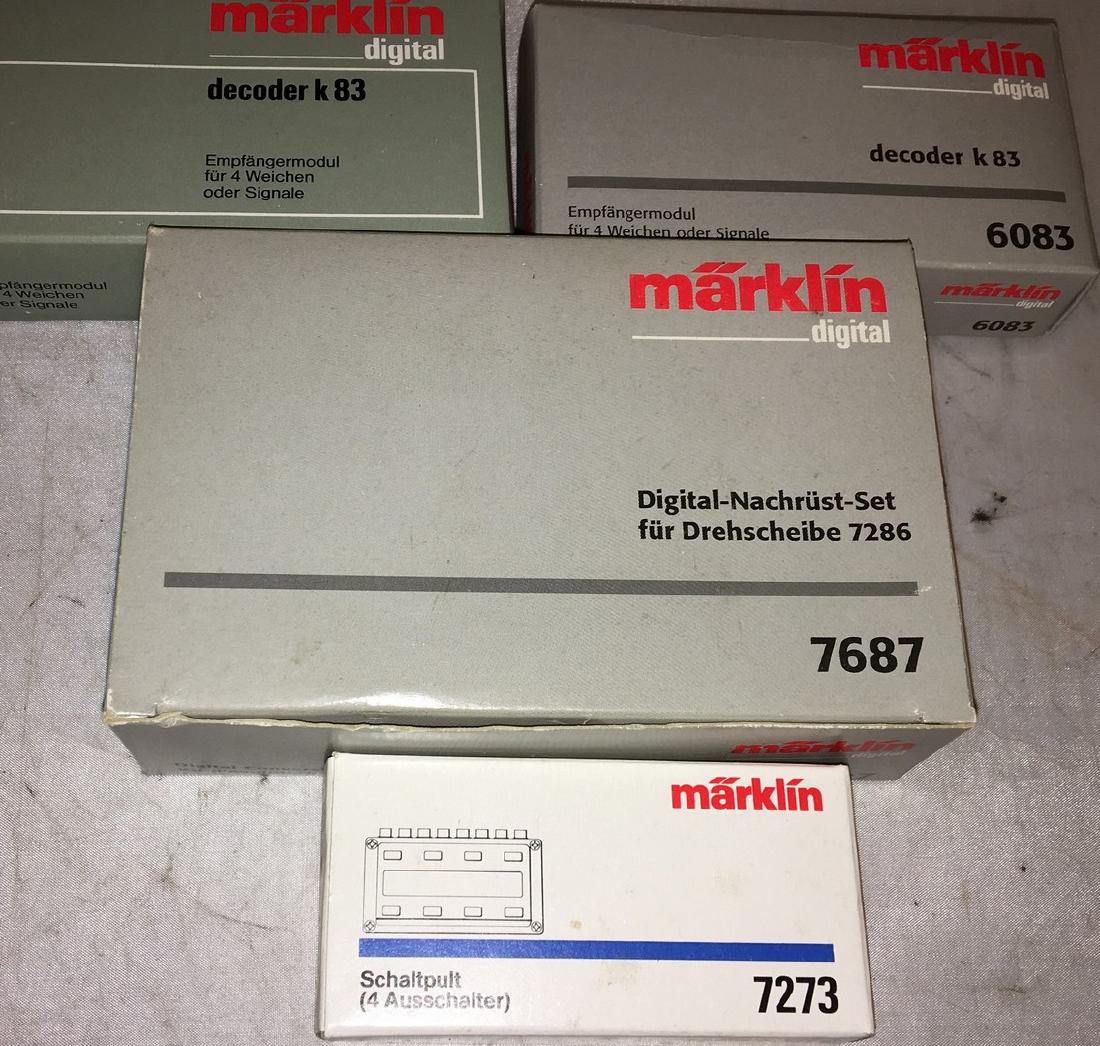 märklin
digital
decoder k 83
Empfängermodul
für 4 Weichen
oder Signale
pfängermodul
4 Weichen
er Signale
märklin
digital
decoder k 83
Empfängermodul
für 4 Weichen oder Signale
6083
märklin
digital
6083
märklin
digital
Digital-Nachrüst-Set
für Drehscheibe 7286
7687
märklin
digital
märklin
Schaltpult
(4 Ausschalter)
7273